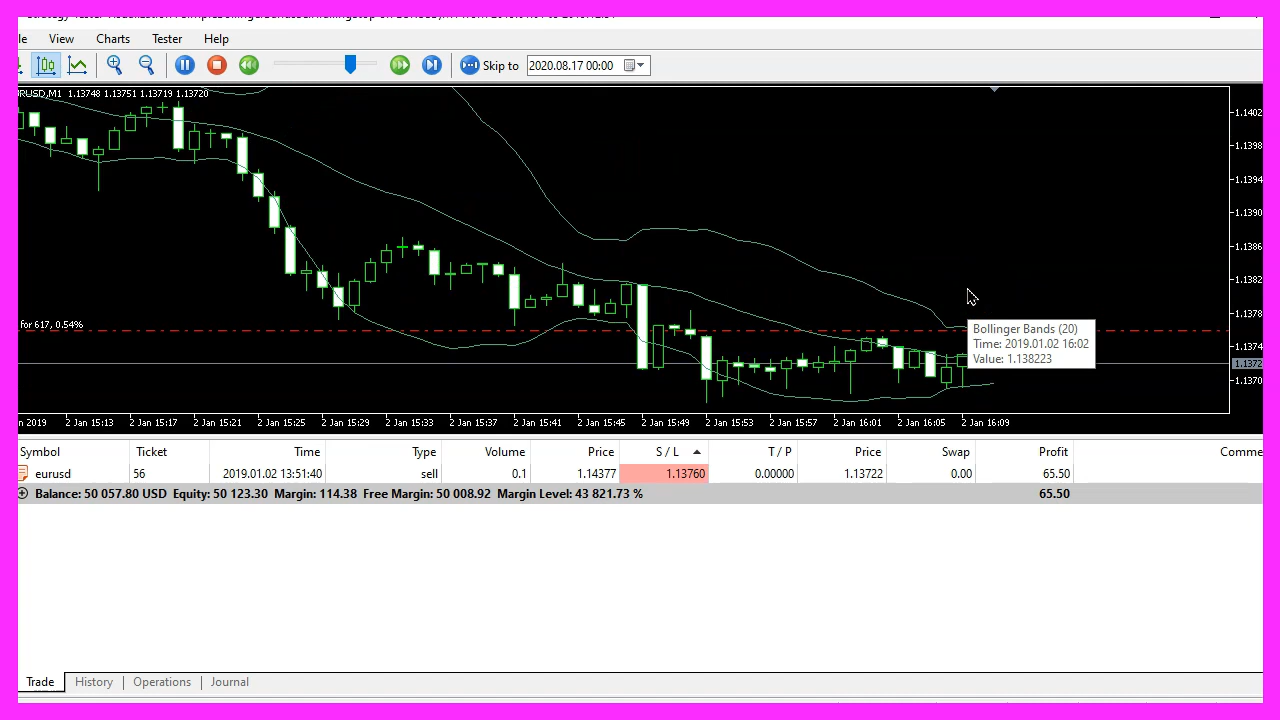 le View Charts Tester Help
Skip to 2020.08.17 00:00
RUSD,M1 1.13748 1.13751 1.13719 1.13720
1.1402
1.1398
1.1394
1.1390
1.1386
1.1382
1.1378
1.1374
1.1372
1.1370
for 617, 0.54%
Bollinger Bands (20)
Time: 2019.01.02 16:02
Value: 1.138223
n 2019 2 Jan 15:13 2 Jan 15:17 2 Jan 15:21 2 Jan 15:25 2 Jan 15:29 2 Jan 15:33 2 Jan 15:37 2 Jan 15:41 2 Jan 15:45 2 Jan 15:49 2 Jan 15:53 2 Jan 15:57 2 Jan 16:01 2 Jan 16:05 2 Jan 16:09
Symbol Ticket Time Type Volume Price S / L T / P Price Swap Profit Comme
eurusd 56 2019.01.02 13:51:40 sell 0.1 1.14377 1.13760 0.00000 1.13722 0.00 65.50
Balance: 50 057.80 USD Equity: 50 123.30 Margin: 114.38 Free Margin: 50 008.92 Margin Level: 43 821.73 % 65.50
Trade History Operations Journal